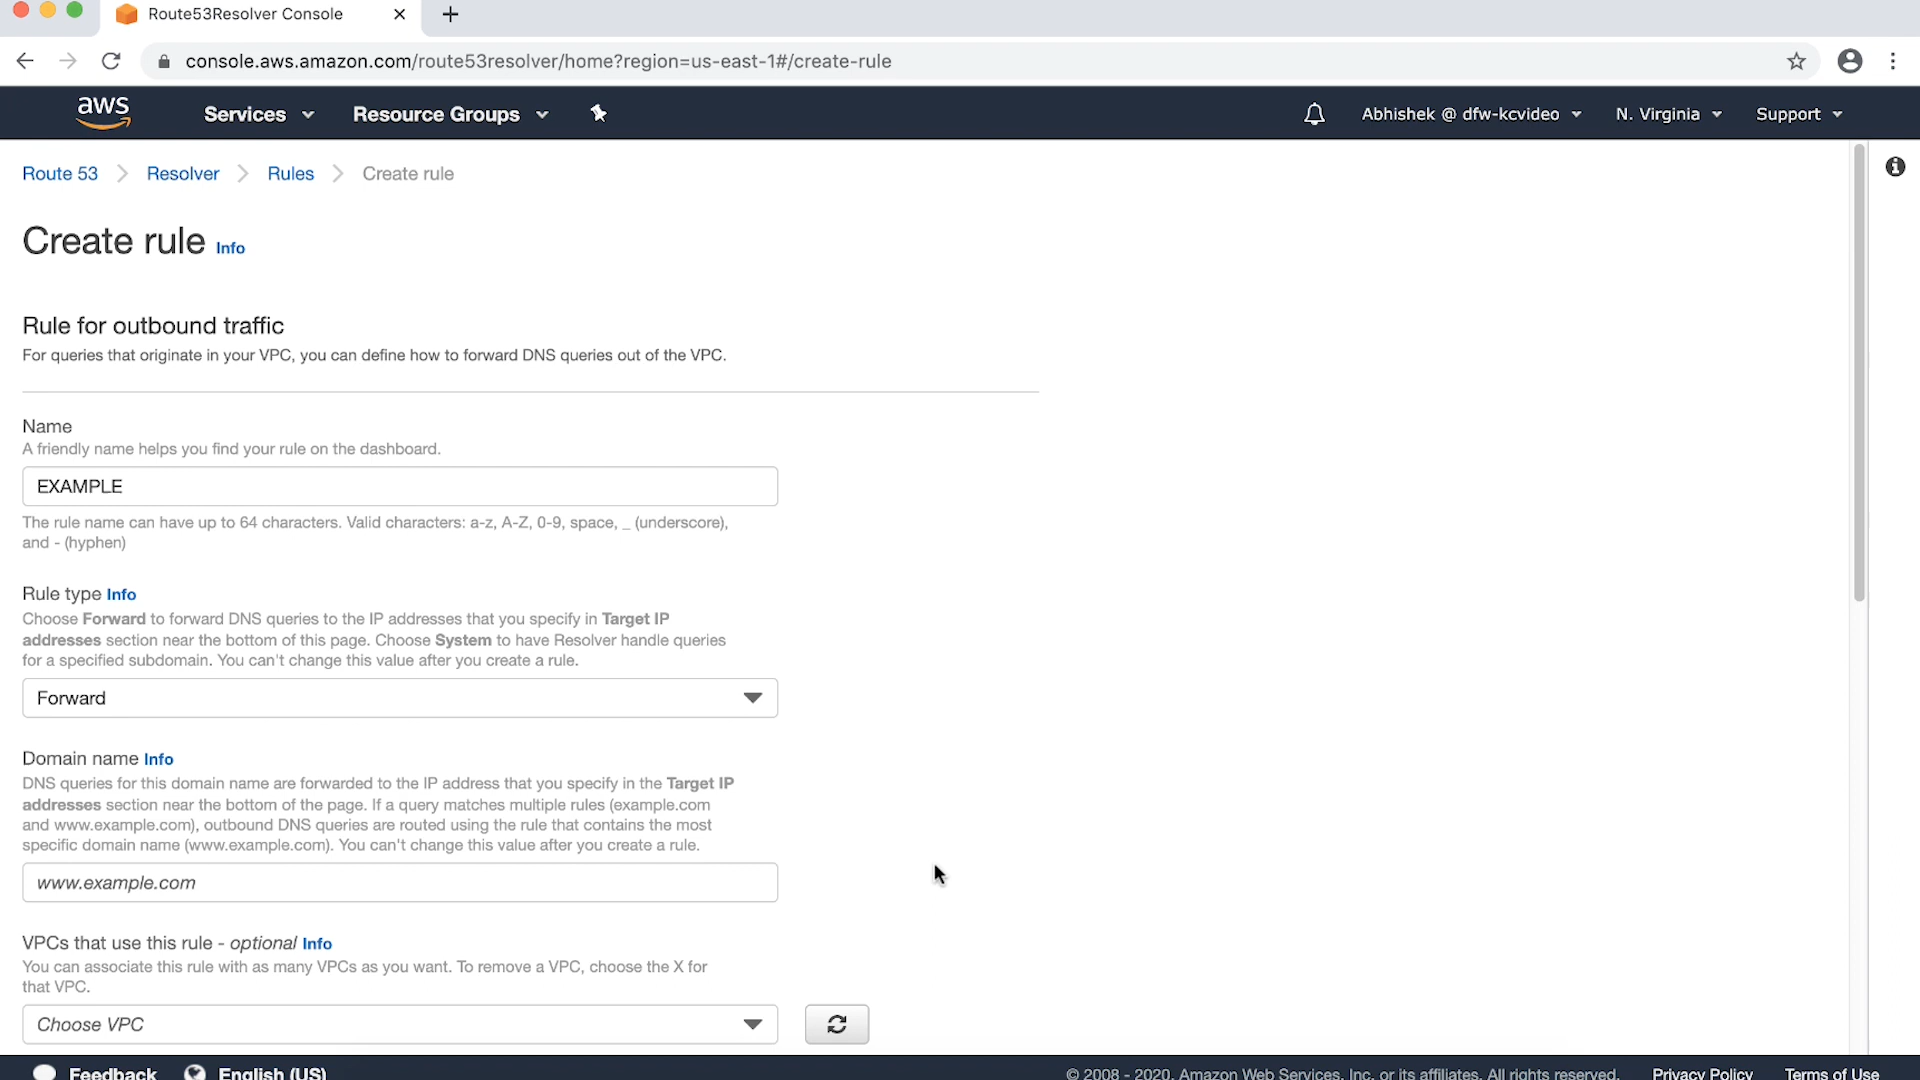 Route53Resolver Console
console.aws.amazon.com/route53resolver/home?region=us-east-1#/create-rule
aws Services Resource Groups Abhishek @ dfw-kcvideo N. Virginia Support
Route 53 Resolver Rules Create rule
Create rule Info
Rule for outbound traffic
For queries that originate in your VPC, you can define how to forward DNS queries out of the VPC.
Name
A friendly name helps you find your rule on the dashboard.
EXAMPLE
The rule name can have up to 64 characters. Valid characters: a-z, A-Z, 0-9, space, _ (underscore),
and - (hyphen)
Rule type Info
Choose Forward to forward DNS queries to the IP addresses that you specify in Target IP
addresses section near the bottom of this page. Choose System to have Resolver handle queries
for a specified subdomain. You can't change this value after you create a rule.
Forward
Domain name Info
DNS queries for this domain name are forwarded to the IP address that you specify in the Target IP
addresses section near the bottom of the page. If a query matches multiple rules (example.com
and www.example.com), outbound DNS queries are routed using the rule that contains the most
specific domain name (www.example.com). You can't change this value after you create a rule.
www.example.com
VPCs that use this rule - optional Info
You can associate this rule with as many VPCs as you want. To remove a VPC, choose the X for
that VPC.
Choose VPC
Feedback English (US) © 2008 - 2020, Amazon Web Services, Inc. or its affiliates. All rights reserved. Privacy Policy Terms of Use